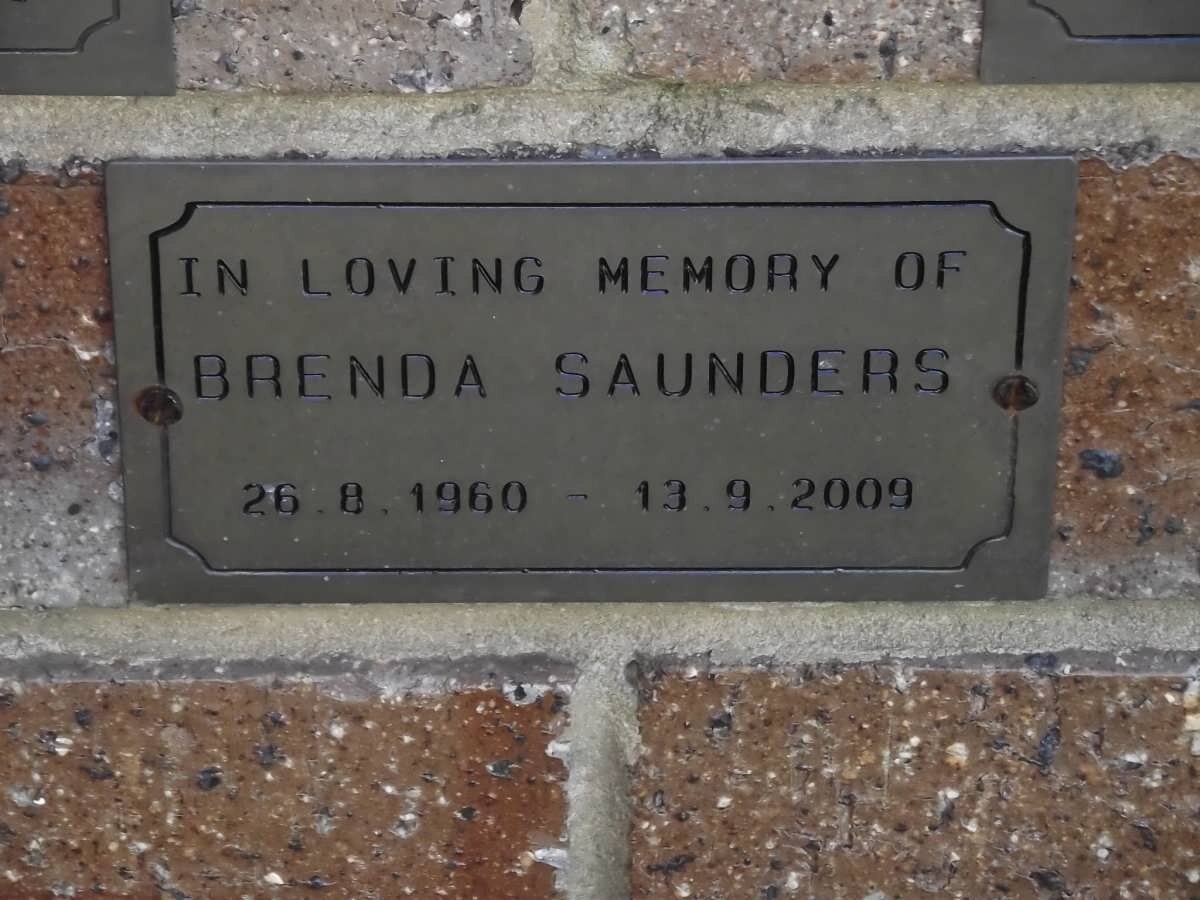 IN LOVING MEMORY OF
BRENDA SAUNDERS
26.8.1960 - 13.9.2009